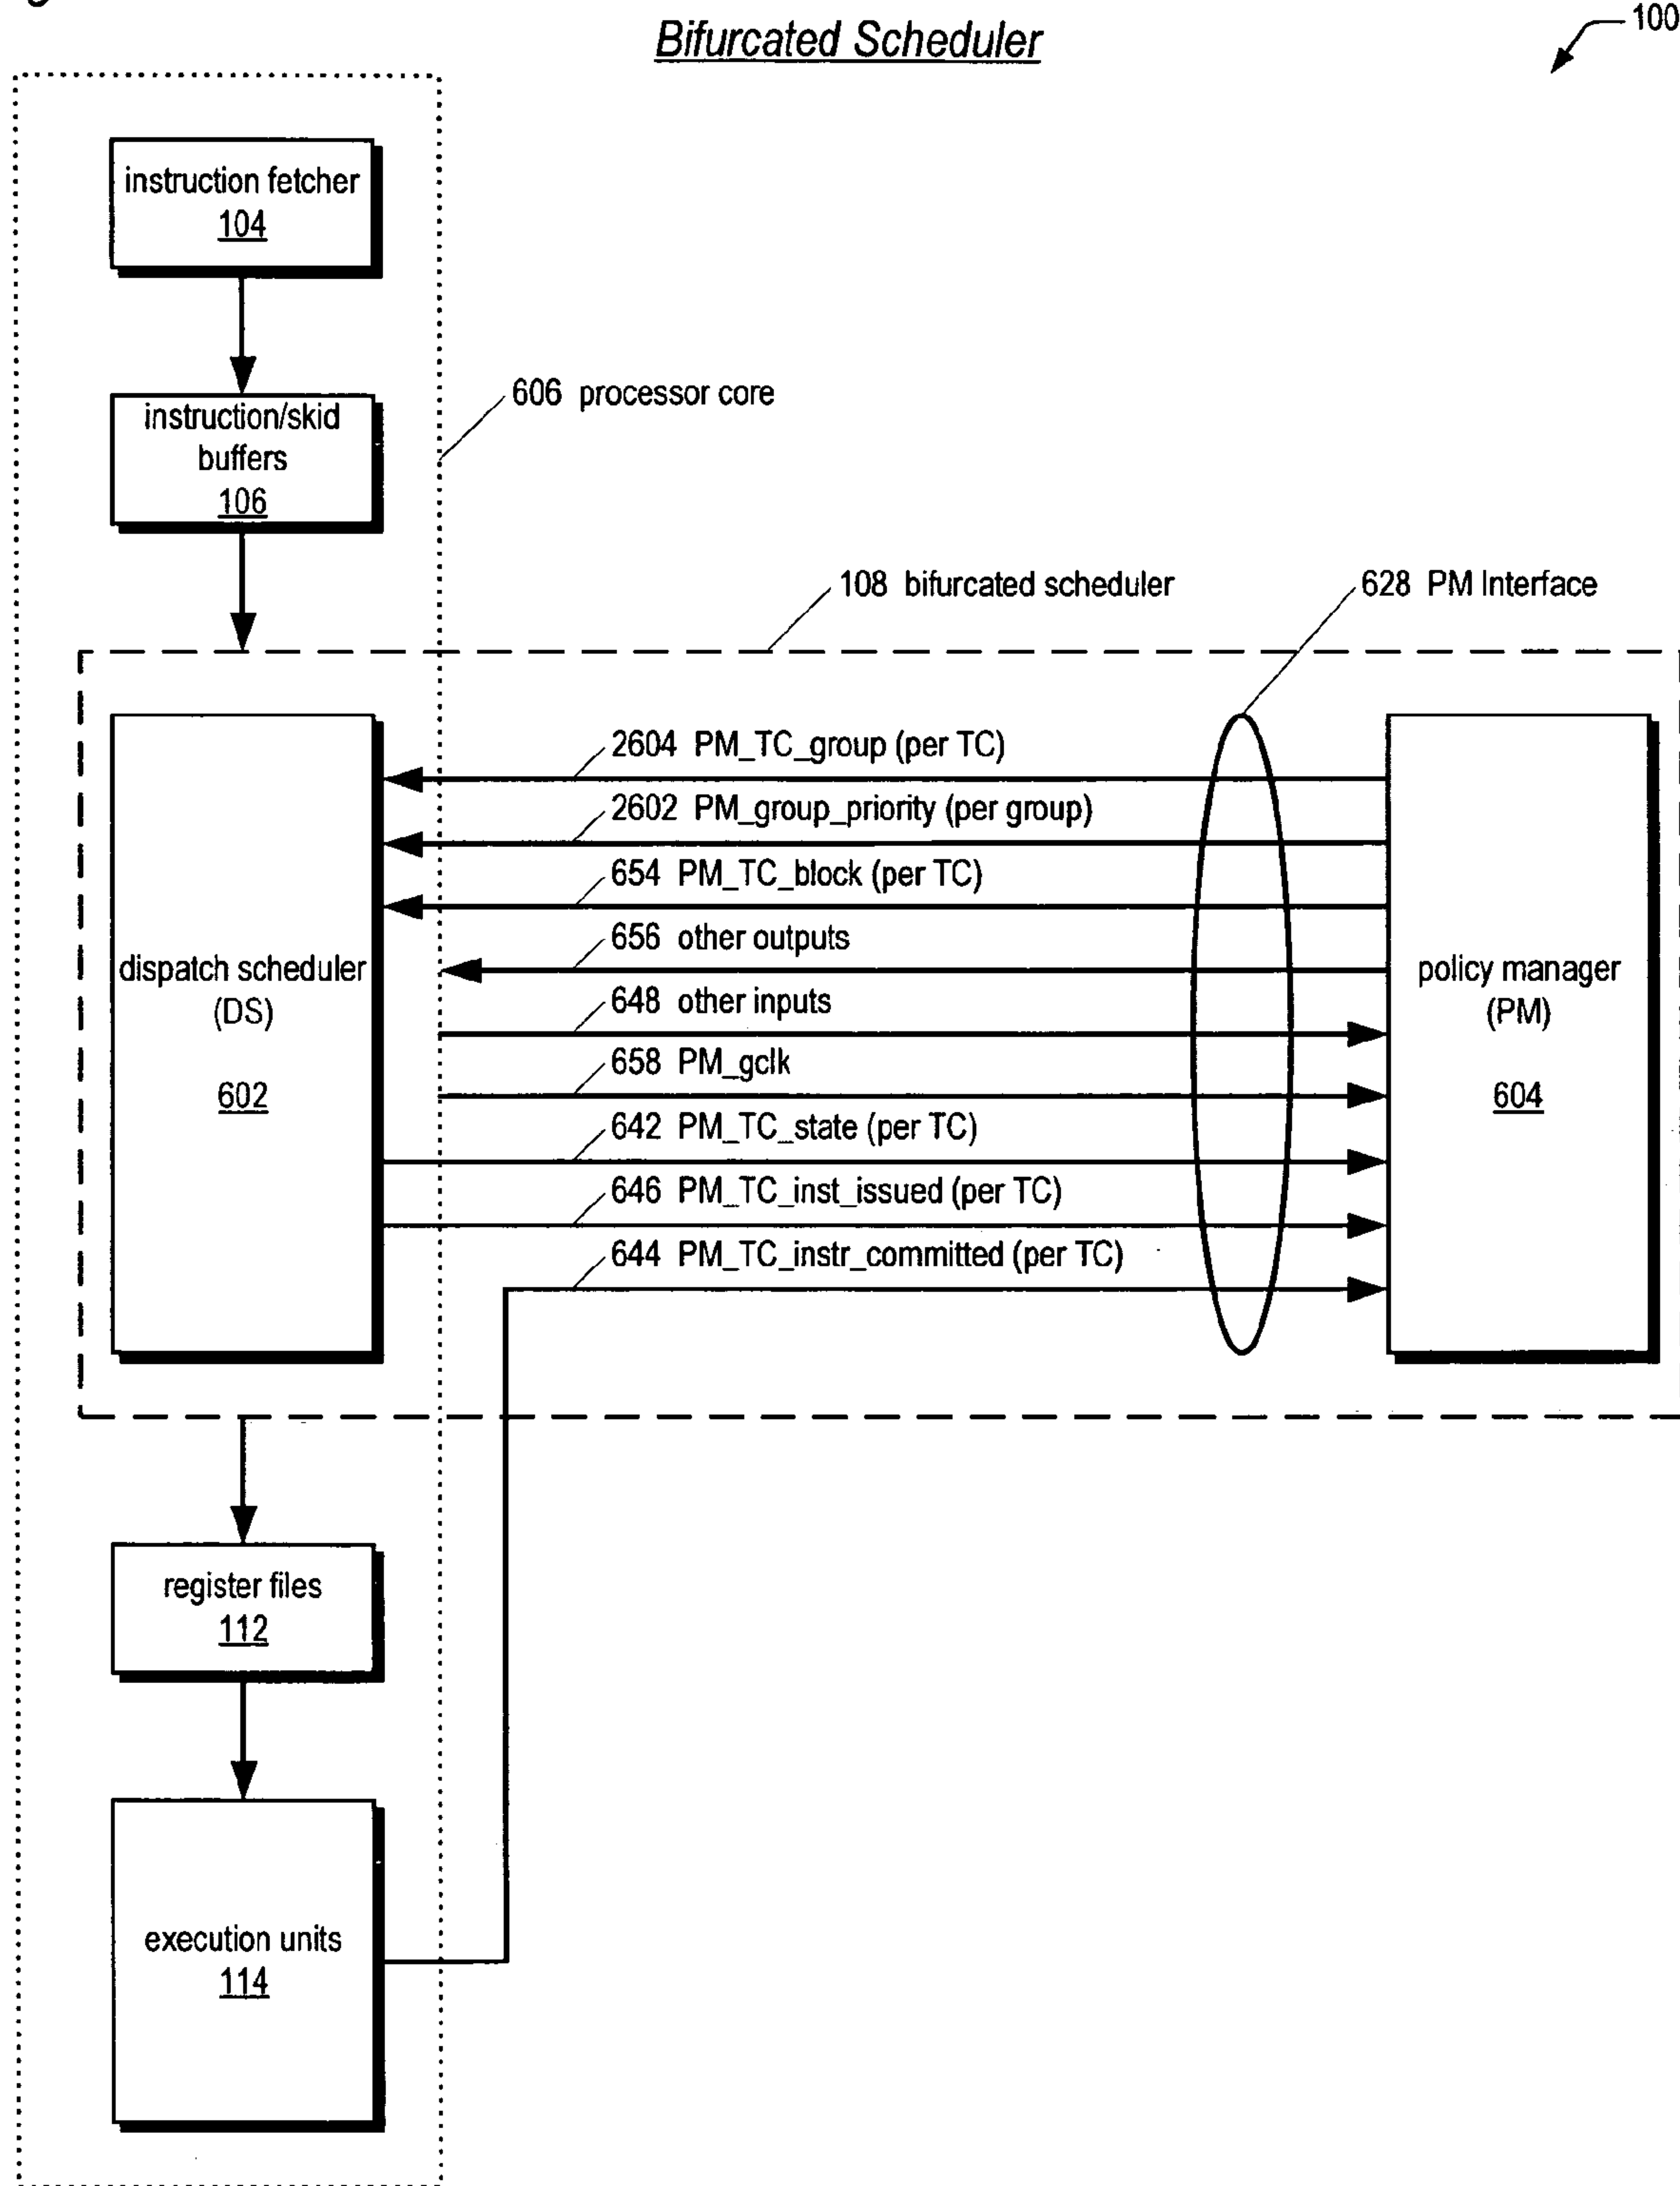 Bifurcated Scheduler
100
instruction fetcher
104
606 processor core
instruction/skid
buffers
106
108 bifurcated scheduler
628 PM Interface
2604 PM_TC_group (per TC)
2602 PM_group_priority (per group)
654 PM_TC_block (per TC)
656 other outputs
dispatch scheduler
(DS)
602
policy manager
(PM)
604
648 other inputs
658 PM_gclk
642 PM_TC_state (per TC)
646 PM_TC_inst_issued (per TC)
644 PM_TC_instr_committed (per TC)
register files
112
execution units
114